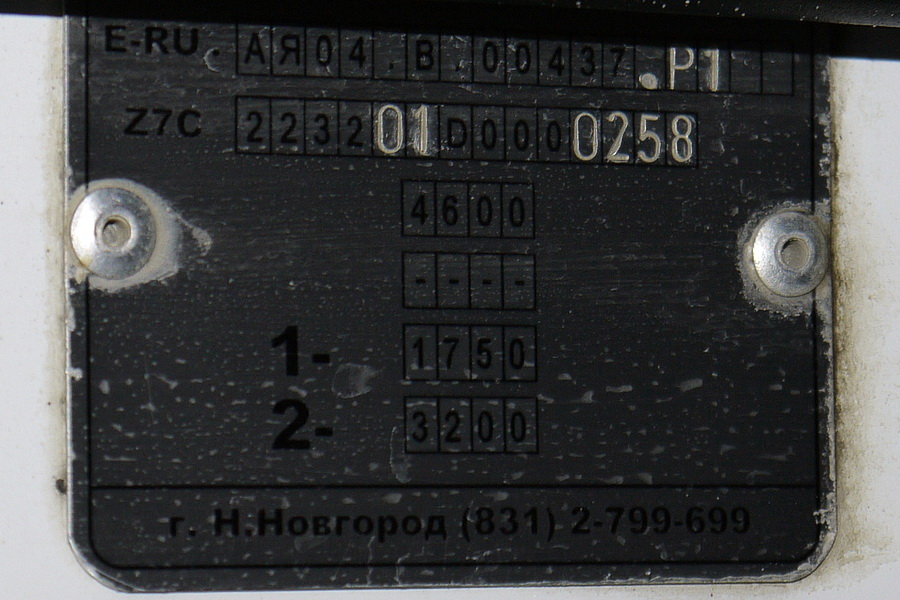 E-RU.АЯ04.В.00437.Р1
Z7C 223201D0000258
4600
----
1- 1750
2- 3200
г. Н.Новгород (831) 2-799-699